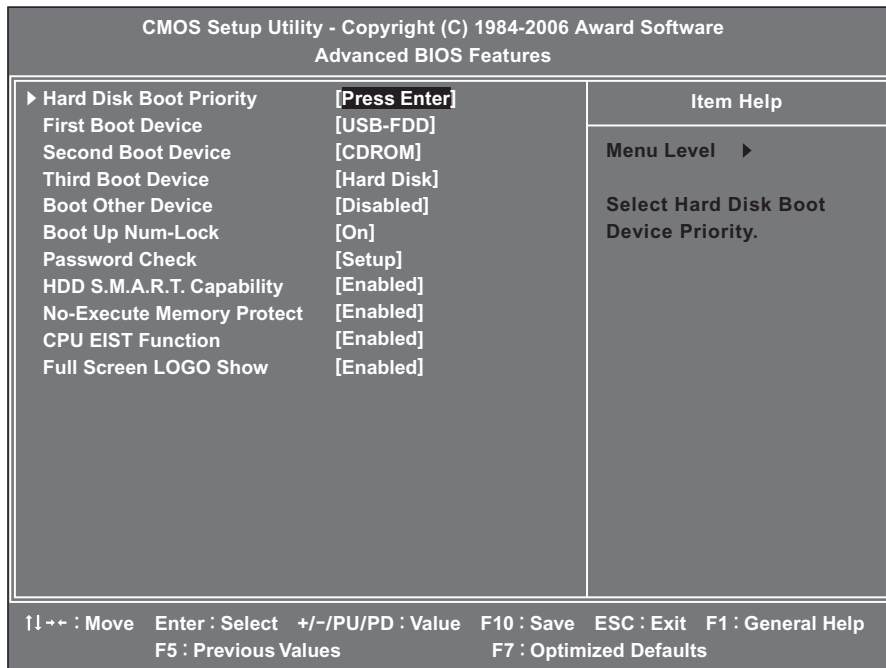 CMOS Setup Utility - Copyright (C) 1984-2006 Award Software
Advanced BIOS Features
▶ Hard Disk Boot Priority [Press Enter]
First Boot Device [USB-FDD]
Second Boot Device [CDROM]
Third Boot Device [Hard Disk]
Boot Other Device [Disabled]
Boot Up Num-Lock [On]
Password Check [Setup]
HDD S.M.A.R.T. Capability [Enabled]
No-Execute Memory Protect [Enabled]
CPU EIST Function [Enabled]
Full Screen LOGO Show [Enabled]
Item Help
Menu Level ▶
Select Hard Disk Boot
Device Priority.
↑↓→← : Move Enter : Select +/-/PU/PD : Value F10 : Save ESC : Exit F1 : General Help
F5 : Previous Values F7 : Optimized Defaults